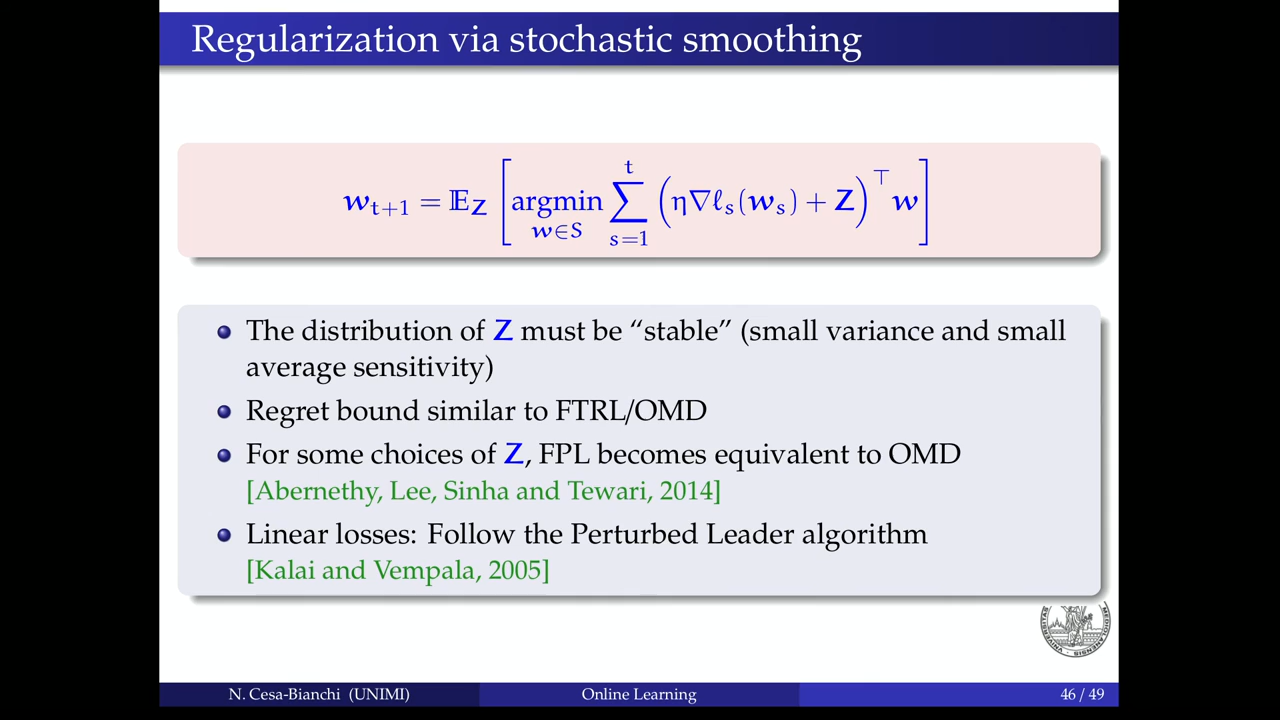 Regularization via stochastic smoothing
w_{t+1} = 𝔼_Z [ argmin_{w∈S} ∑_{s=1}^{t} (η∇ℓ_s(w_s) + Z)^⊤ w ]
The distribution of Z must be “stable” (small variance and small
average sensitivity)
Regret bound similar to FTRL/OMD
For some choices of Z, FPL becomes equivalent to OMD
[Abernethy, Lee, Sinha and Tewari, 2014]
Linear losses: Follow the Perturbed Leader algorithm
[Kalai and Vempala, 2005]
N. Cesa-Bianchi (UNIMI) Online Learning 46 / 49